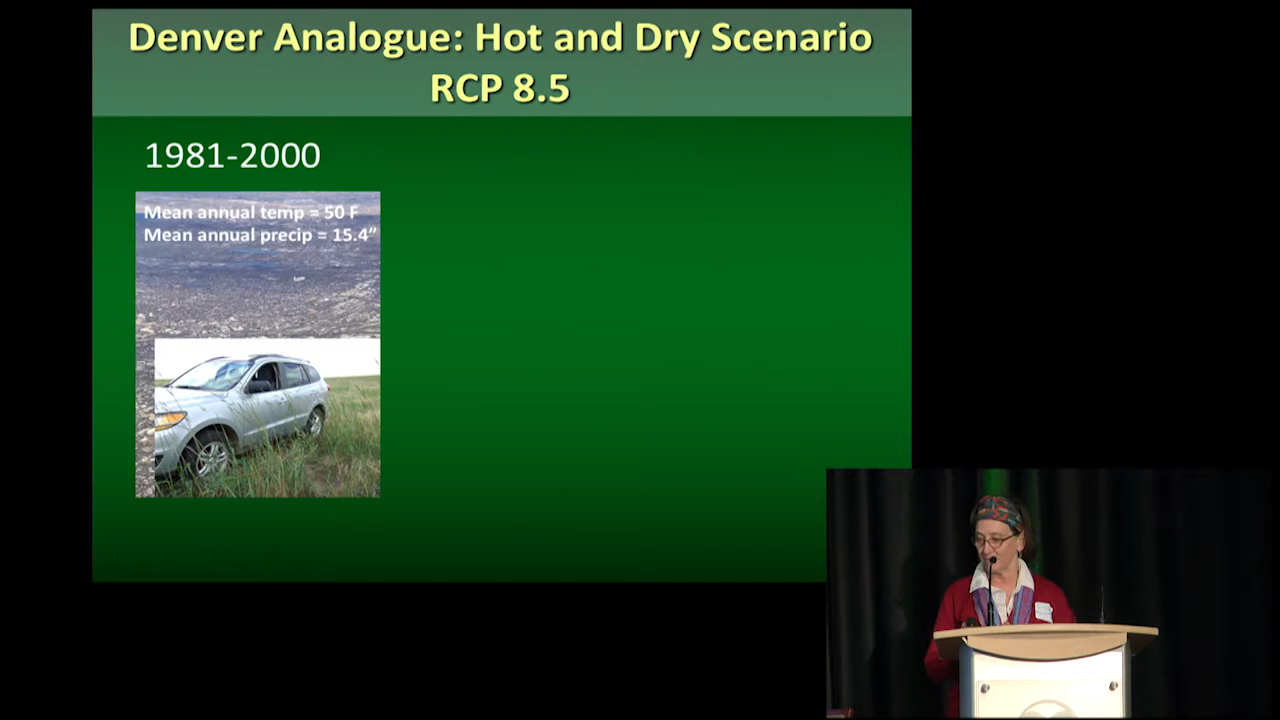 Denver Analogue: Hot and Dry Scenario
RCP 8.5
1981-2000
Mean annual temp = 50 F
Mean annual precip = 15.4”